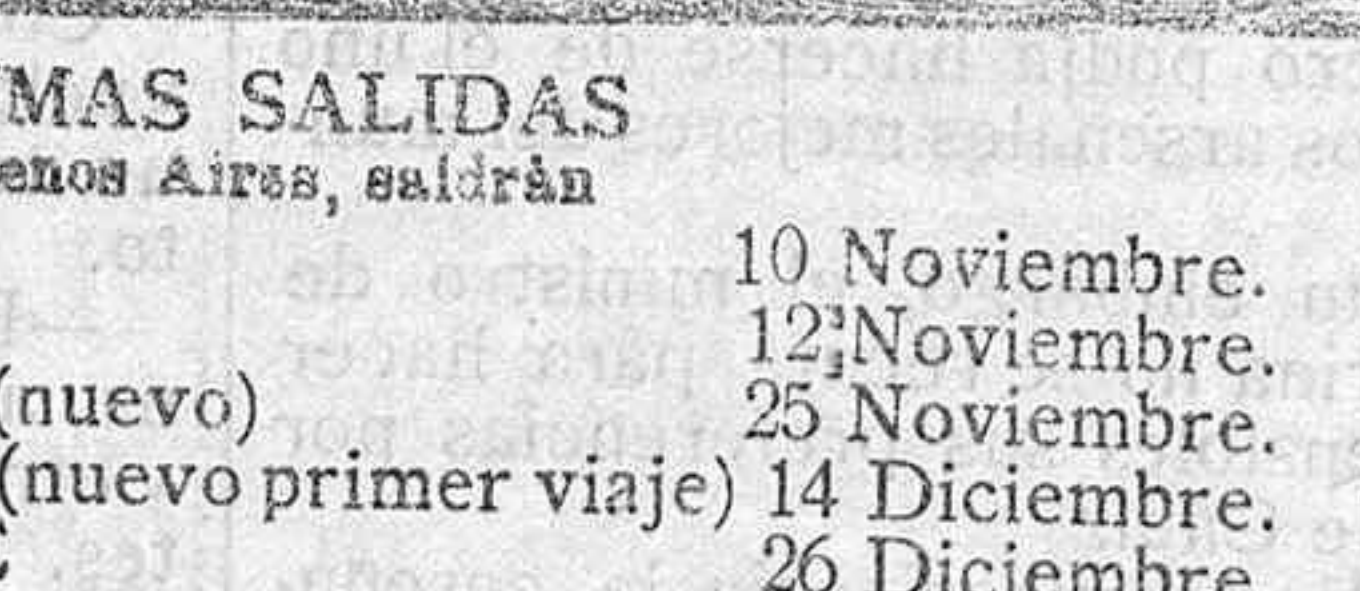 MAS SALIDAS
enos Aires, saldrán
10 Noviembre.
12 Noviembre.
(nuevo) 25 Noviembre.
(nuevo primer viaje) 14 Diciembre.
26 Diciembre